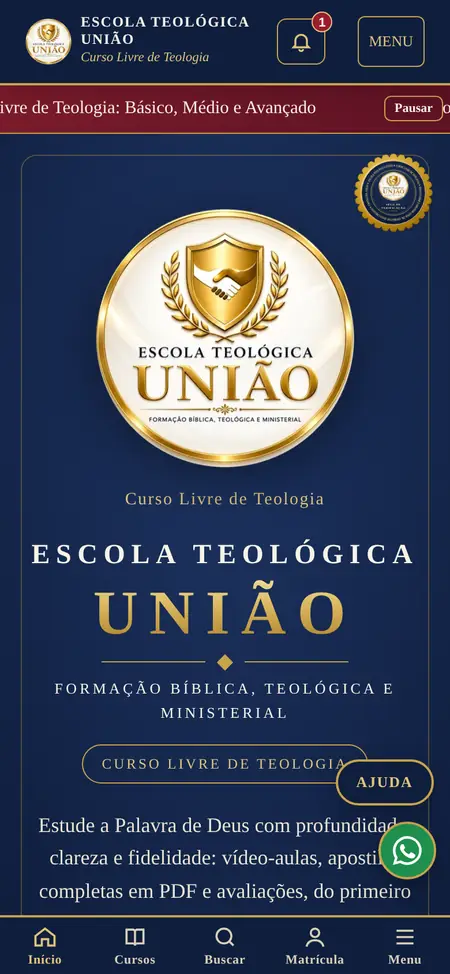 ESCOLA TEOLÓGICA
UNIÃO
Curso Livre de Teologia
1
MENU
ivre de Teologia: Básico, Médio e Avançado
Pausar
UNIÃO
ESCOLA TEOLÓGICA
UNIÃO
FORMAÇÃO BÍBLICA, TEOLÓGICA E MINISTERIAL
Curso Livre de Teologia
ESCOLA TEOLÓGICA
UNIÃO
FORMAÇÃO BÍBLICA, TEOLÓGICA E
MINISTERIAL
CURSO LIVRE DE TEOLOGIA
AJUDA
Estude a Palavra de Deus com profundidad
clareza e fidelidade: vídeo-aulas, aposti
completas em PDF e avaliações, do primeiro
Início
Cursos
Buscar
Matrícula
Menu